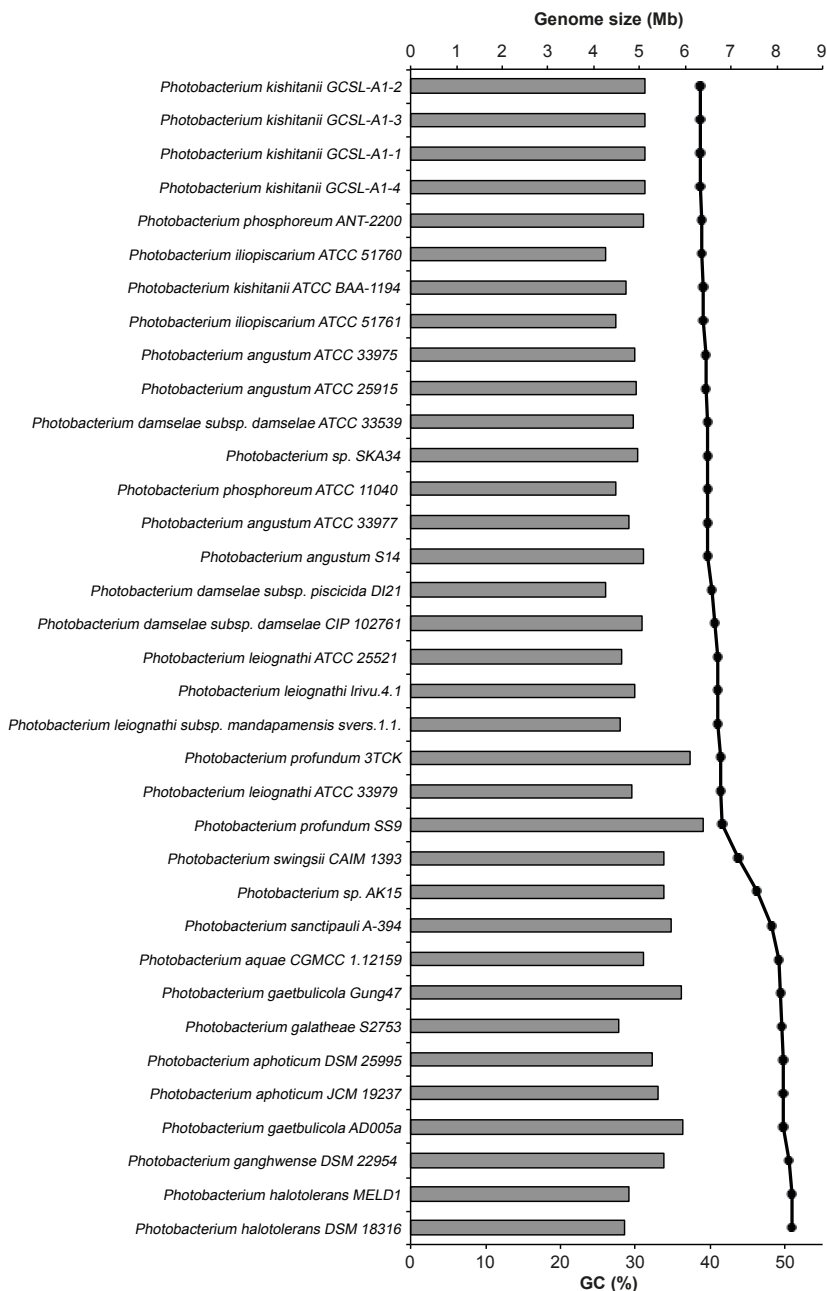 Genome size (Mb)
0 1 2 3 4 5 6 7 8 9
Photobacterium kishitanii GCSL-A1-2
Photobacterium kishitanii GCSL-A1-3
Photobacterium kishitanii GCSL-A1-1
Photobacterium kishitanii GCSL-A1-4
Photobacterium phosphoreum ANT-2200
Photobacterium iliopiscarium ATCC 51760
Photobacterium kishitanii ATCC BAA-1194
Photobacterium iliopiscarium ATCC 51761
Photobacterium angustum ATCC 33975
Photobacterium angustum ATCC 25915
Photobacterium damselae subsp. damselae ATCC 33539
Photobacterium sp. SKA34
Photobacterium phosphoreum ATCC 11040
Photobacterium angustum ATCC 33977
Photobacterium angustum S14
Photobacterium damselae subsp. piscicida DI21
Photobacterium damselae subsp. damselae CIP 102761
Photobacterium leiognathi ATCC 25521
Photobacterium leiognathi lrivu.4.1
Photobacterium leiognathi subsp. mandapamensis svers.1.1.
Photobacterium profundum 3TCK
Photobacterium leiognathi ATCC 33979
Photobacterium profundum SS9
Photobacterium swingsii CAIM 1393
Photobacterium sp. AK15
Photobacterium sanctipauli A-394
Photobacterium aquae CGMCC 1.12159
Photobacterium gaetbulicola Gung47
Photobacterium galatheae S2753
Photobacterium aphoticum DSM 25995
Photobacterium aphoticum JCM 19237
Photobacterium gaetbulicola AD005a
Photobacterium ganghwense DSM 22954
Photobacterium halotolerans MELD1
Photobacterium halotolerans DSM 18316
0 10 20 30 40 50
GC (%)